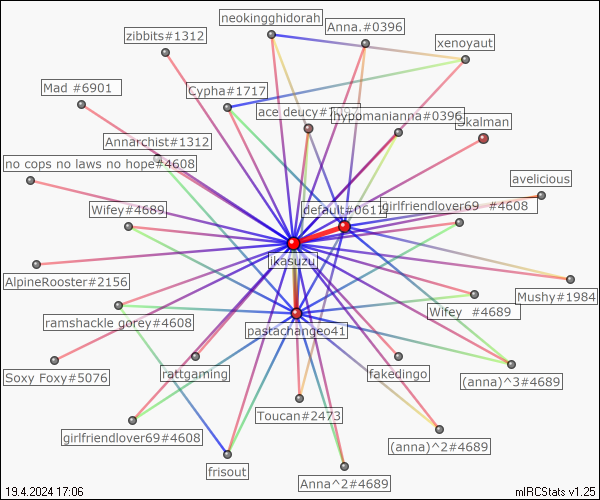 neokingghidorah
Anna.#0396
zibbits#1312
xenoyaut
Mad #6901
Cypha#1717
ace deucy
hypomanianna#0396
skalman
Annarchist#1312
no cops no laws no hope#4608
avelicious
Wifey#4689
default#0611
girlfriendlover69 #4608
ikasuzu
AlpineRooster#2156
Mushy#1984
Wifey #4689
ramshackle gorey#4608
pastachangeo41
Soxy Foxy#5076
rattgaming
fakedingo
(anna)^3#4689
Toucan#2473
girlfriendlover69#4608
(anna)^2#4689
frisout
Anna^2#4689
19.4.2024 17:06
mIRCStats v1.25